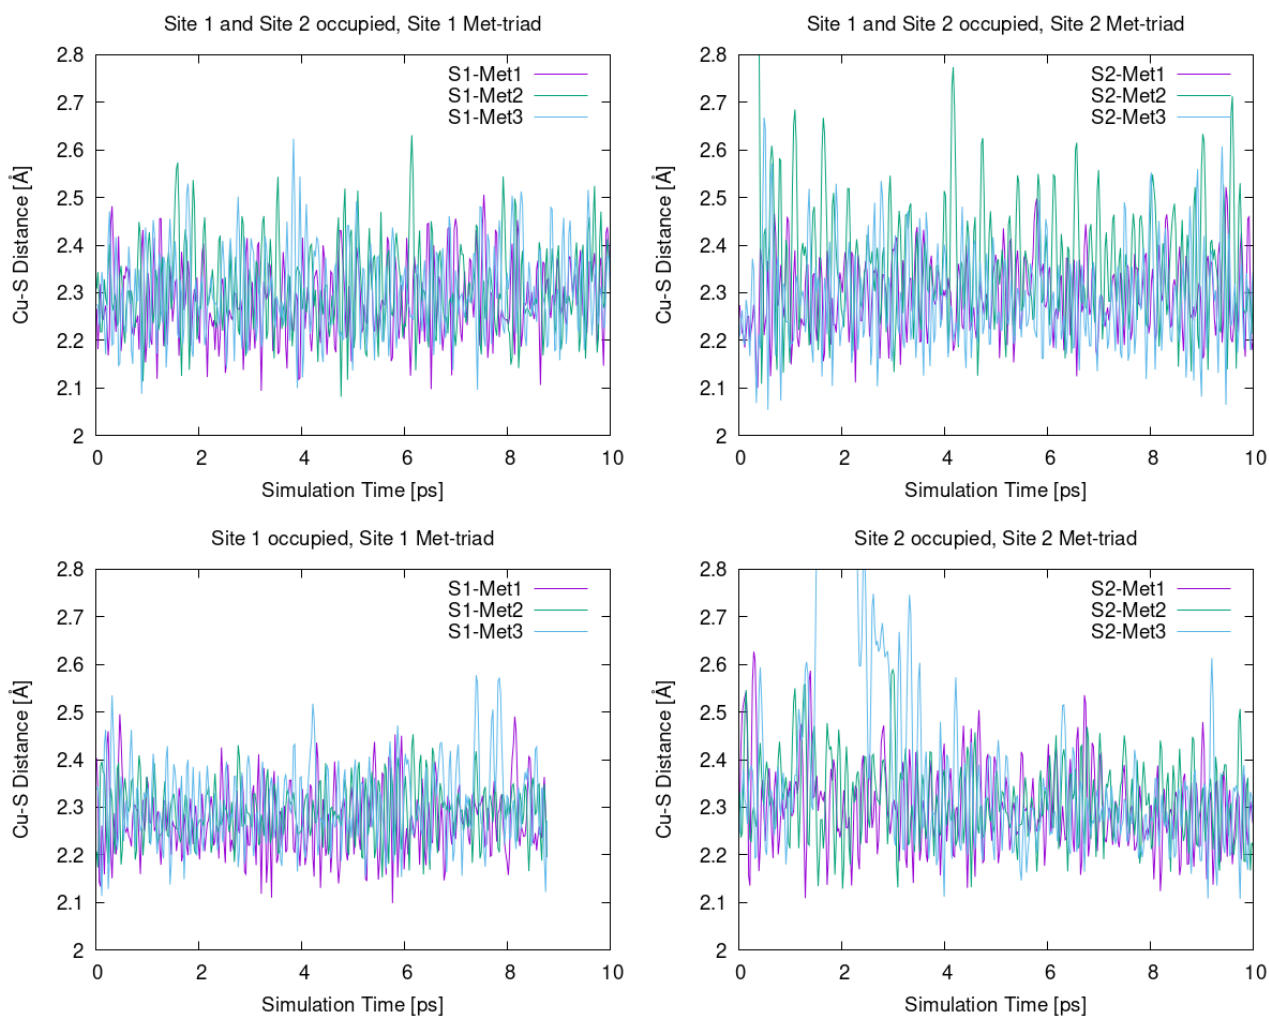 Site 1 and Site 2 occupied, Site 1 Met-triad
Cu-S Distance [Å]
2.8
2.7
2.6
2.5
2.4
2.3
2.2
2.1
2
S1-Met1
S1-Met2
S1-Met3
0 2 4 6 8 10
Simulation Time [ps]
Site 1 and Site 2 occupied, Site 2 Met-triad
Cu-S Distance [Å]
2.8
2.7
2.6
2.5
2.4
2.3
2.2
2.1
2
S2-Met1
S2-Met2
S2-Met3
0 2 4 6 8 10
Simulation Time [ps]
Site 1 occupied, Site 1 Met-triad
Cu-S Distance [Å]
2.8
2.7
2.6
2.5
2.4
2.3
2.2
2.1
2
S1-Met1
S1-Met2
S1-Met3
0 2 4 6 8 10
Simulation Time [ps]
Site 2 occupied, Site 2 Met-triad
Cu-S Distance [Å]
2.8
2.7
2.6
2.5
2.4
2.3
2.2
2.1
2
S2-Met1
S2-Met2
S2-Met3
0 2 4 6 8 10
Simulation Time [ps]